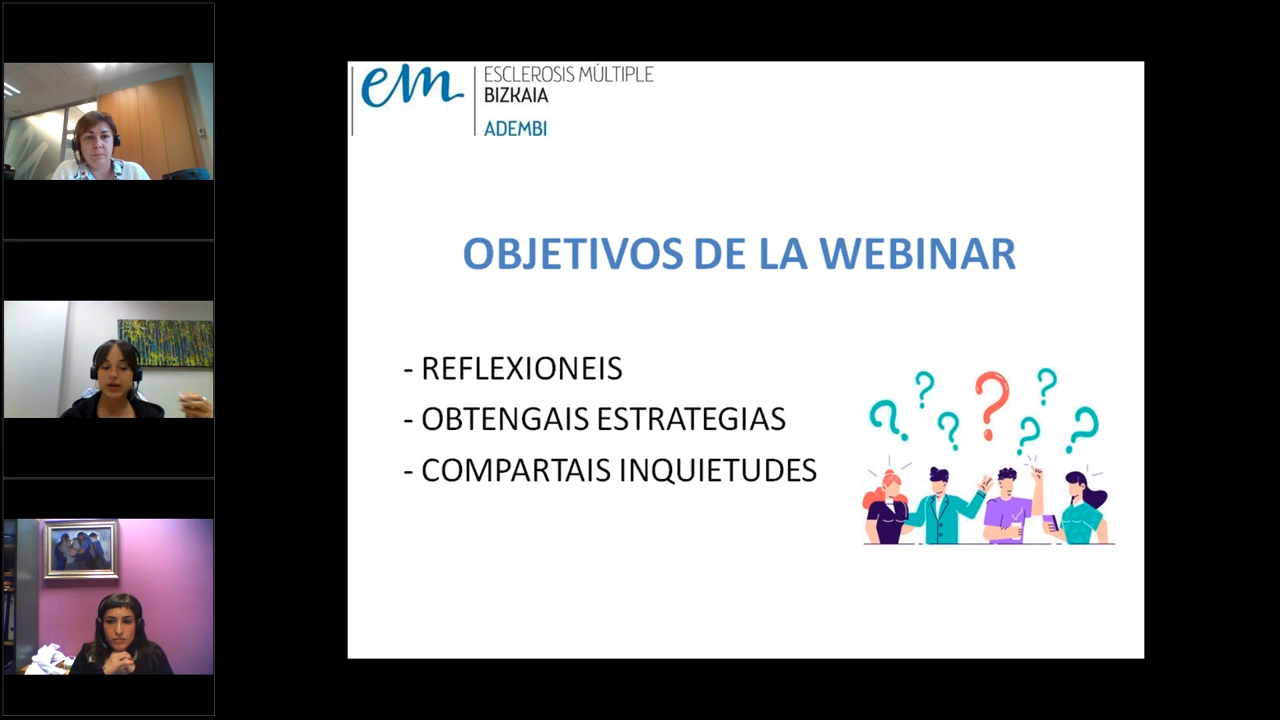 em
ESCLEROSIS MÚLTIPLE
BIZKAIA
ADEMBI
OBJETIVOS DE LA WEBINAR
- REFLEXIONEIS
- OBTENGAIS ESTRATEGIAS
- COMPARTAIS INQUIETUDES